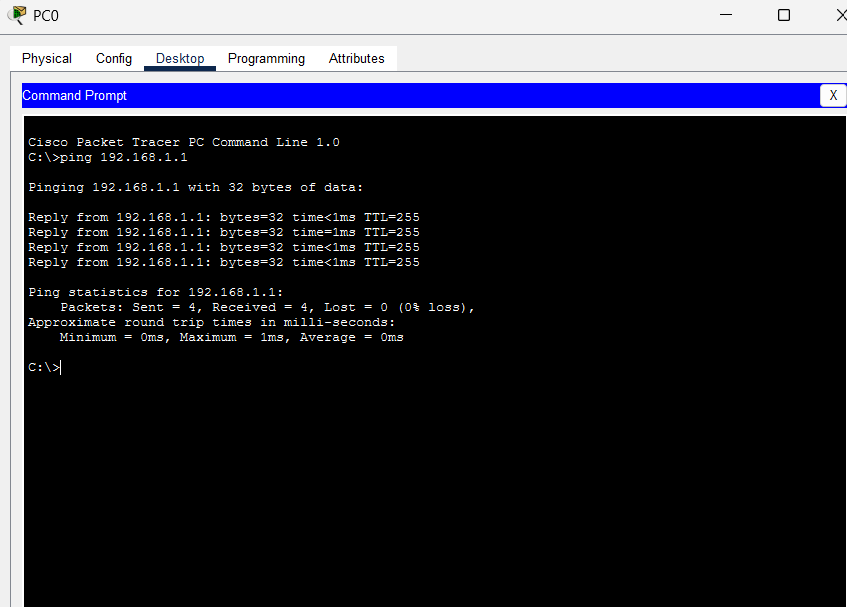 PC0
Physical Config Desktop Programming Attributes
Command Prompt X
Cisco Packet Tracer PC Command Line 1.0
C:\>ping 192.168.1.1
Pinging 192.168.1.1 with 32 bytes of data:
Reply from 192.168.1.1: bytes=32 time<1ms TTL=255
Reply from 192.168.1.1: bytes=32 time=1ms TTL=255
Reply from 192.168.1.1: bytes=32 time<1ms TTL=255
Reply from 192.168.1.1: bytes=32 time<1ms TTL=255
Ping statistics for 192.168.1.1:
Packets: Sent = 4, Received = 4, Lost = 0 (0% loss),
Approximate round trip times in milli-seconds:
Minimum = 0ms, Maximum = 1ms, Average = 0ms
C:\>